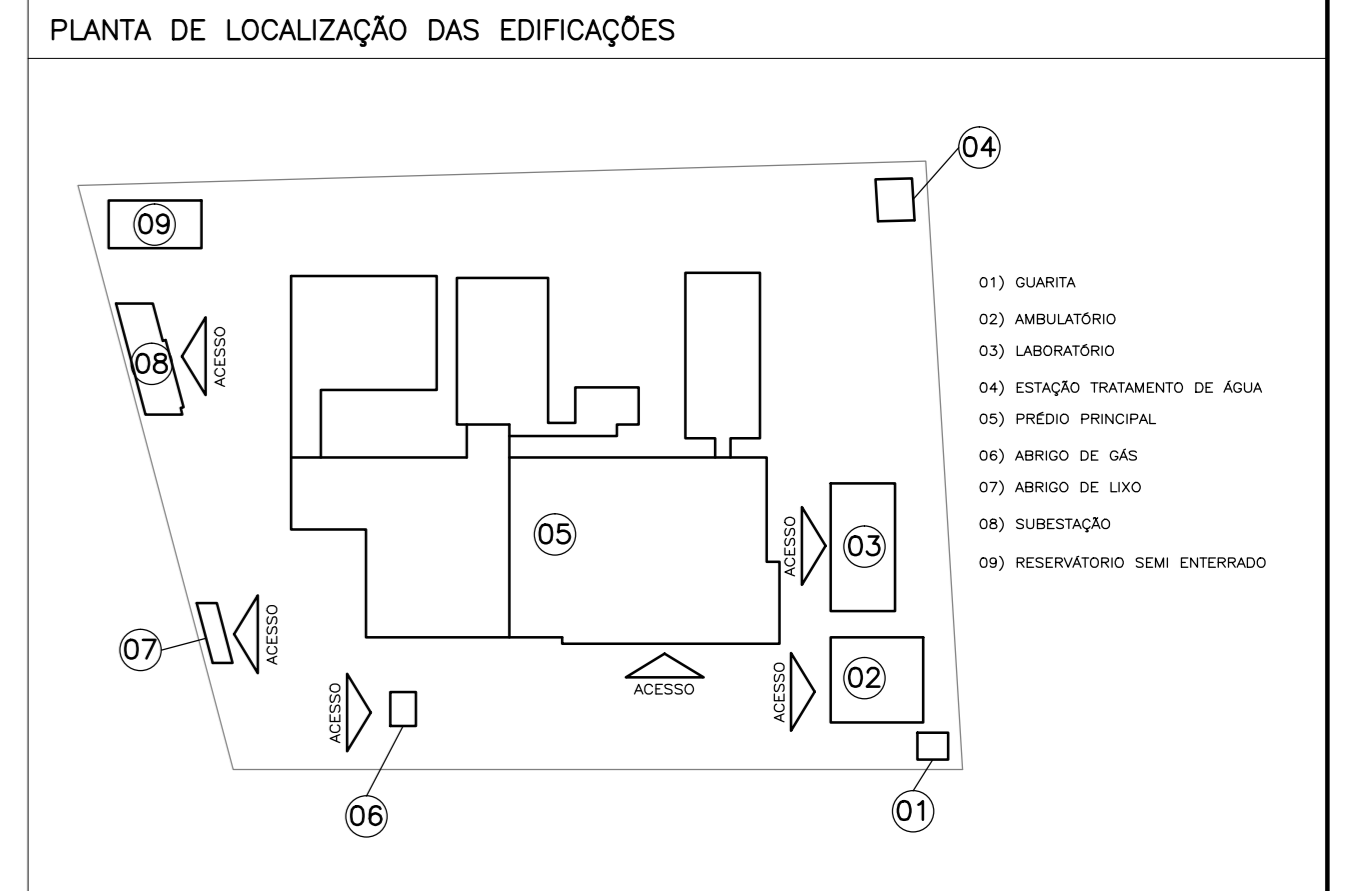 PLANTA DE LOCALIZAÇÃO DAS EDIFICAÇÕES
04
09
01) GUARITA
02) AMBULATÓRIO
03) LABORATÓRIO
04) ESTAÇÃO TRATAMENTO DE ÁGUA
05) PRÉDIO PRINCIPAL
06) ABRIGO DE GÁS
07) ABRIGO DE LIXO
08) SUBESTAÇÃO
09) RESERVÁTORIO SEMI ENTERRADO
08
ACESSO
05
ACESSO
03
07
ACESSO
ACESSO
ACESSO
ACESSO
02
06
01